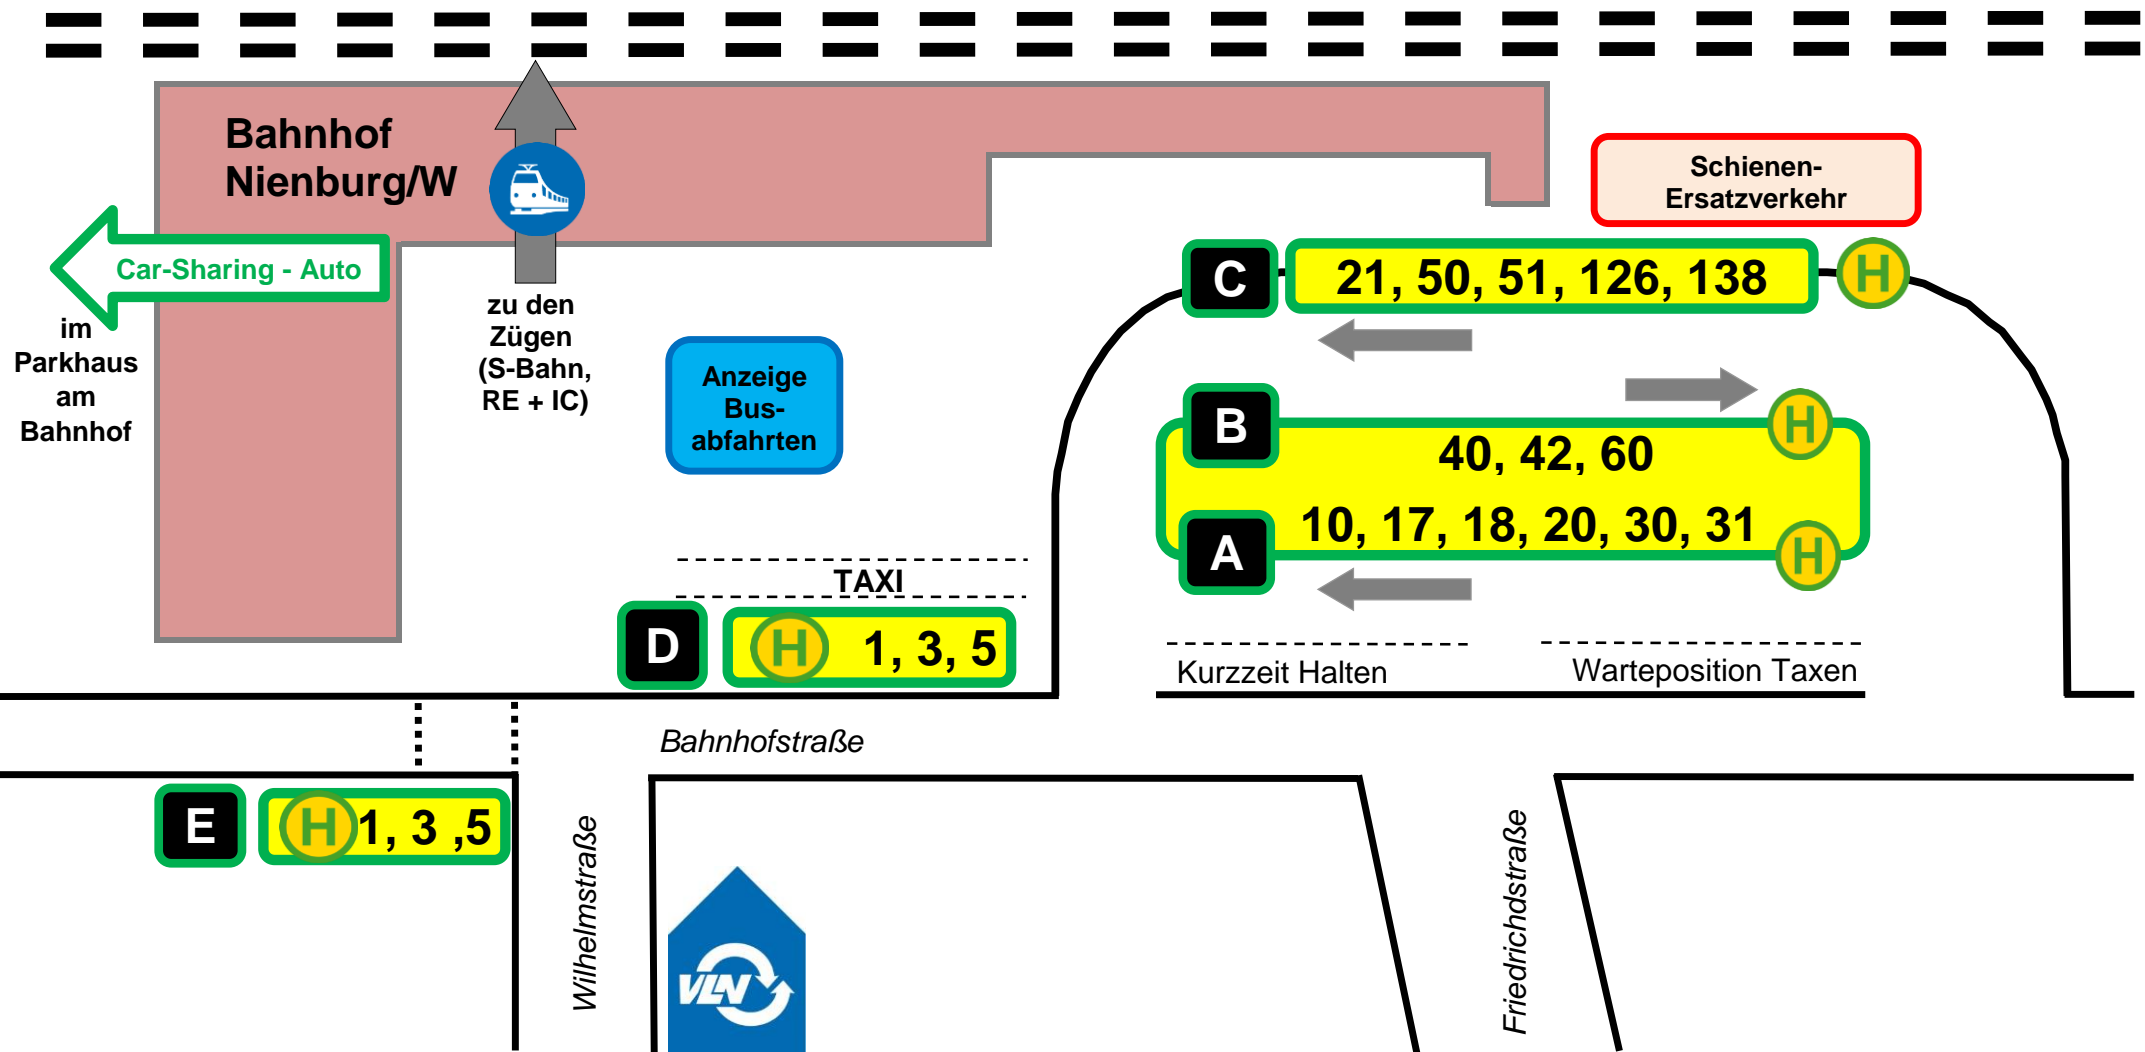 Bahnhof
Nienburg/W
Schienen-
Ersatzverkehr
Car-Sharing - Auto
im
Parkhaus
am
Bahnhof
zu den
Zügen
(S-Bahn,
RE + IC)
Anzeige
Bus-
abfahrten
C 21, 50, 51, 126, 138 H
B 40, 42, 60 H
A 10, 17, 18, 20, 30, 31 H
TAXI
D H 1, 3, 5
Kurzzeit Halten
Warteposition Taxen
Bahnhofstraße
E H 1, 3 ,5
Wilhelmstraße
Friedrichdstraße
VLN